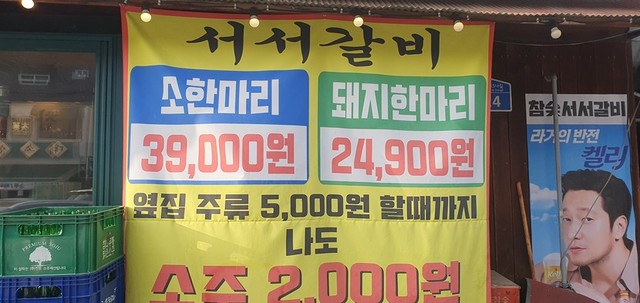 서서갈비
소한마리
39,000원
돼지한마리
24,900원
옆집 주류 5,000원 할때까지
나도
소주 2,000원
4
참숯서서갈비
라거의 반전
켈리
PREMIUM YOU